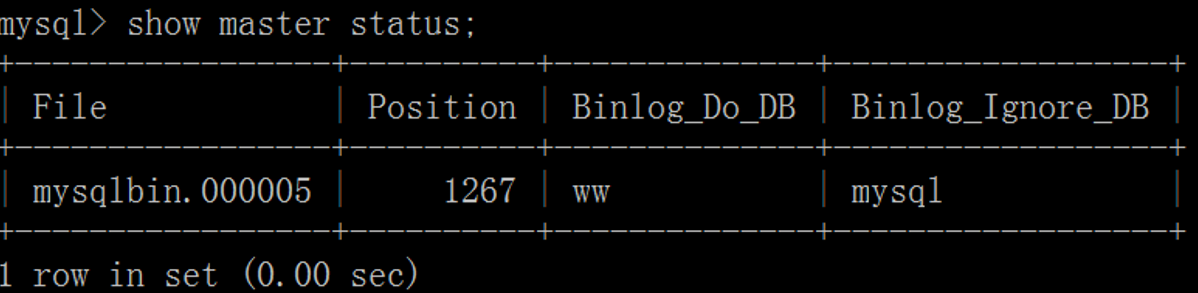 mysql> show master status;
+-----------------+----------+--------------+------------------+
| File | Position | Binlog_Do_DB | Binlog_Ignore_DB |
+-----------------+----------+--------------+------------------+
| mysqlbin.000005 | 1267 | ww | mysql |
+-----------------+----------+--------------+------------------+
1 row in set (0.00 sec)